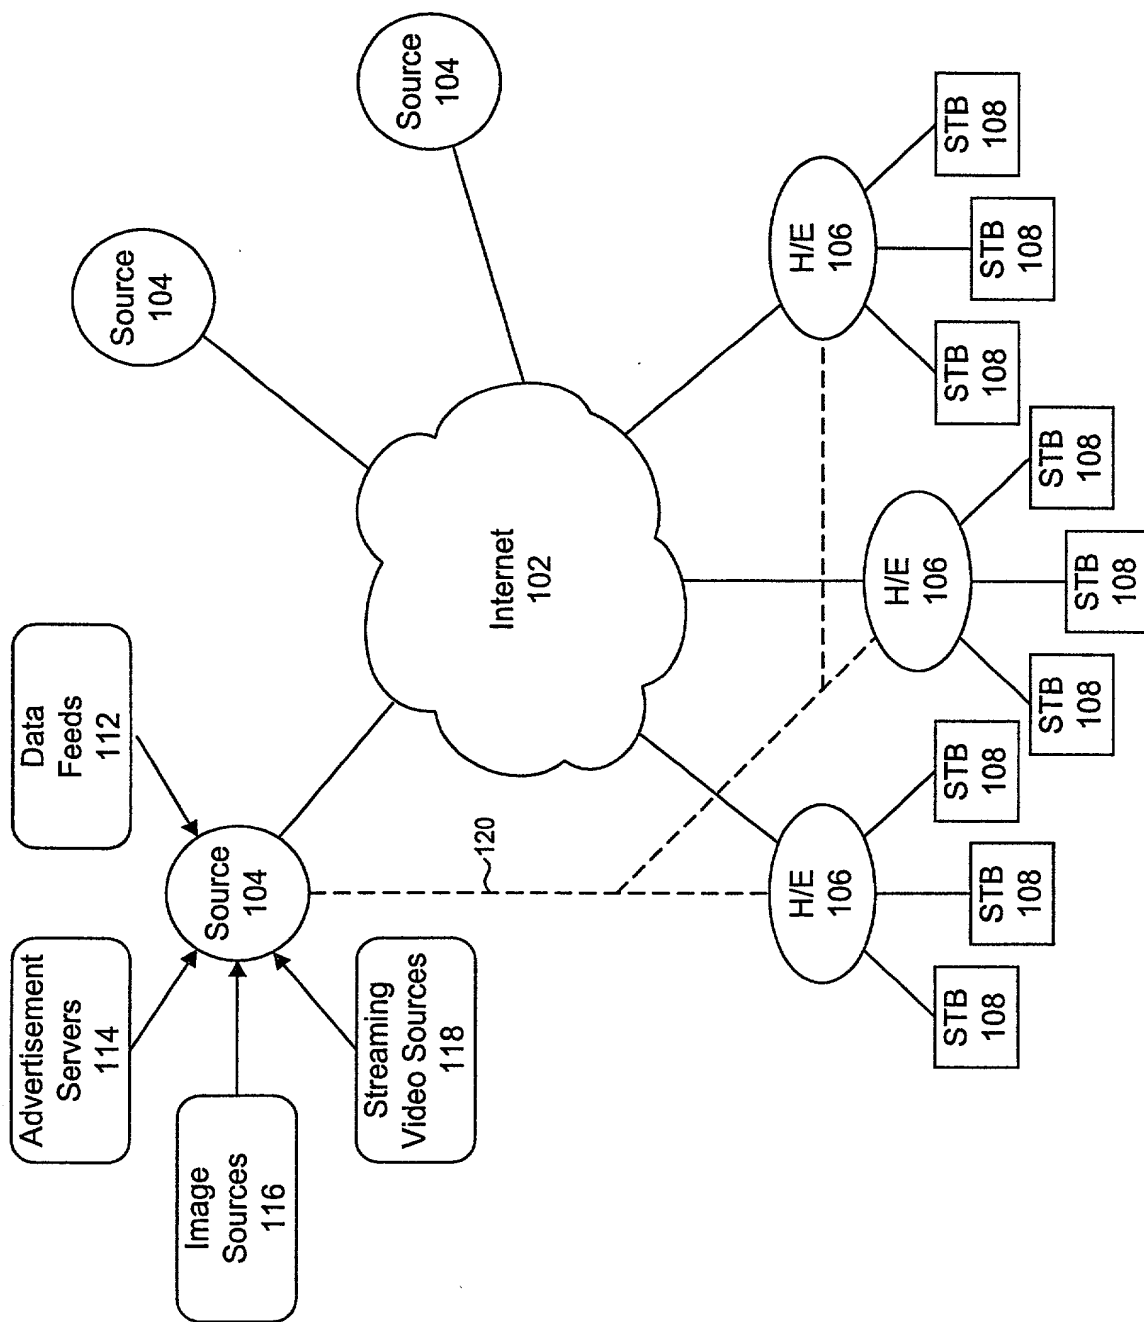 Advertisement
Servers
114
Data
Feeds
112
Source
104
Image
Sources
116
Source
104
Source
104
Streaming
Video Sources
118
120
Internet
102
H/E
106
H/E
106
H/E
106
STB
108
STB
108
STB
108
STB
108
STB
108
STB
108
STB
108
STB
108
STB
108